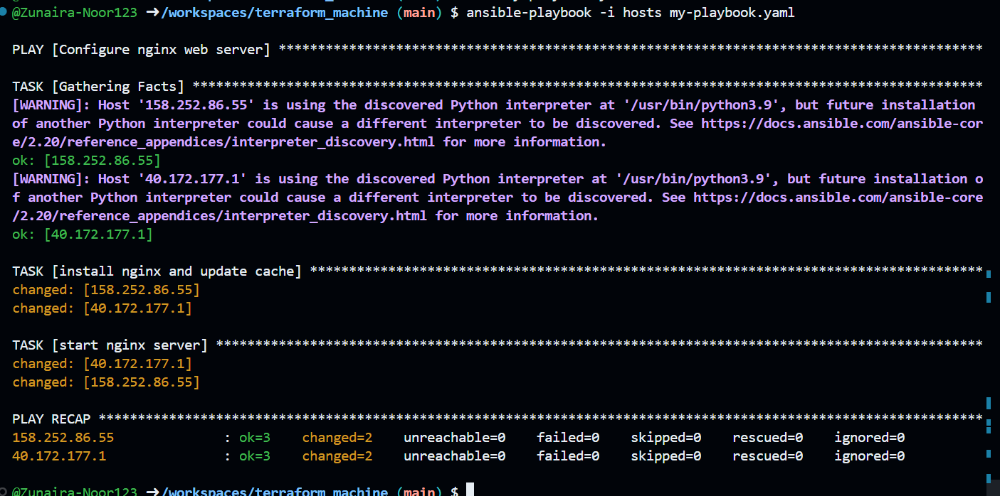 @Zunaira-Noor123 ➜/workspaces/terraform_machine (main) $ ansible-playbook -i hosts my-playbook.yaml
PLAY [Configure nginx web server] ******************************************************************************************
TASK [Gathering Facts] *****************************************************************************************************
[WARNING]: Host '158.252.86.55' is using the discovered Python interpreter at '/usr/bin/python3.9', but future installation
of another Python interpreter could cause a different interpreter to be discovered. See https://docs.ansible.com/ansible-cor
e/2.20/reference_appendices/interpreter_discovery.html for more information.
ok: [158.252.86.55]
[WARNING]: Host '40.172.177.1' is using the discovered Python interpreter at '/usr/bin/python3.9', but future installation o
f another Python interpreter could cause a different interpreter to be discovered. See https://docs.ansible.com/ansible-core
/2.20/reference_appendices/interpreter_discovery.html for more information.
ok: [40.172.177.1]
TASK [install nginx and update cache] **************************************************************************************
changed: [158.252.86.55]
changed: [40.172.177.1]
TASK [start nginx server] **************************************************************************************************
changed: [40.172.177.1]
changed: [158.252.86.55]
PLAY RECAP *****************************************************************************************************************
158.252.86.55 : ok=3 changed=2 unreachable=0 failed=0 skipped=0 rescued=0 ignored=0
40.172.177.1 : ok=3 changed=2 unreachable=0 failed=0 skipped=0 rescued=0 ignored=0
@Zunaira-Noor123 ➜/workspaces/terraform_machine (main) $